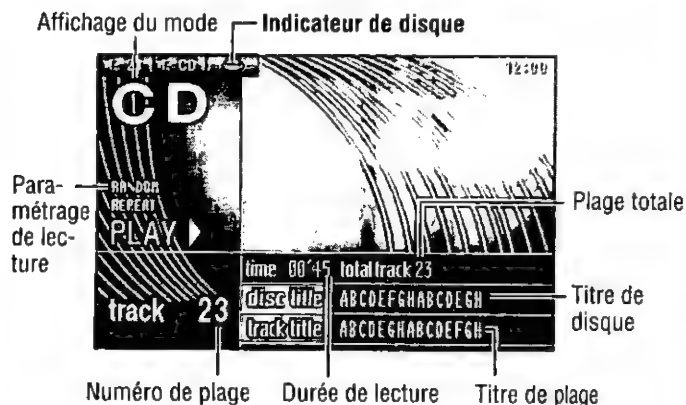 Affichage du mode
Indicateur de disque
CD
12:00
CD
RANDOM
REPEAT
PLAY
Para-
métrage
de lec-
ture
Plage totale
time 00'45 total track 23
disc title ABCDEFGHABCDEGH
Titre de
disque
track 23
track title ABCDEFGHABCDEFGH
Numéro de plage
Durée de lecture
Titre de plage